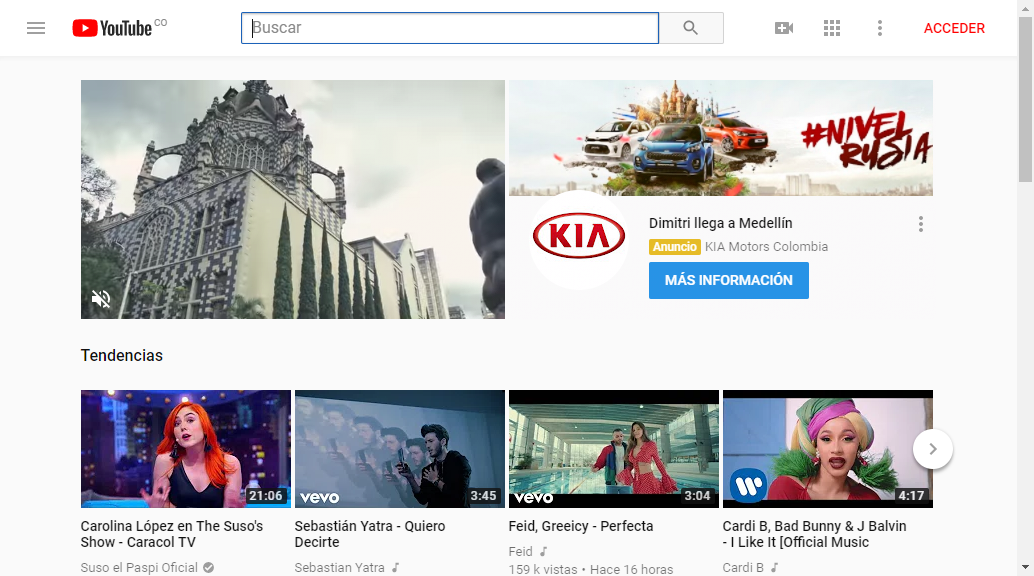 YouTube CO
Buscar
ACCEDER
#NIVEL
RUSIA
KIA
Dimitri llega a Medellín
Anuncio KIA Motors Colombia
MÁS INFORMACIÓN
Tendencias
21:06
vevo 3:45
vevo 3:04
W 4:17
Carolina López en The Suso's
Show - Caracol TV
Suso el Paspi Oficial
Sebastián Yatra - Quiero
Decirte
Sebastian Yatra
Feid, Greeicy - Perfecta
Feid
159 k vistas • Hace 16 horas
Cardi B, Bad Bunny & J Balvin
- I Like It [Official Music
Cardi B